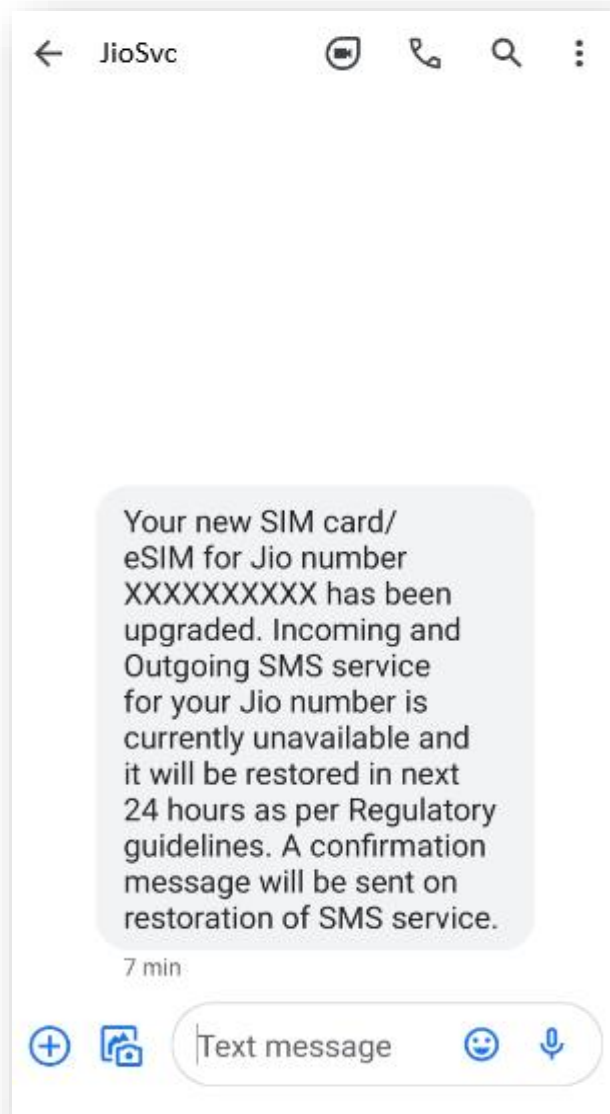 JioSvc
Your new SIM card/
eSIM for Jio number
XXXXXXXXXX has been
upgraded. Incoming and
Outgoing SMS service
for your Jio number is
currently unavailable and
it will be restored in next
24 hours as per Regulatory
guidelines. A confirmation
message will be sent on
restoration of SMS service.
7 min
Text message